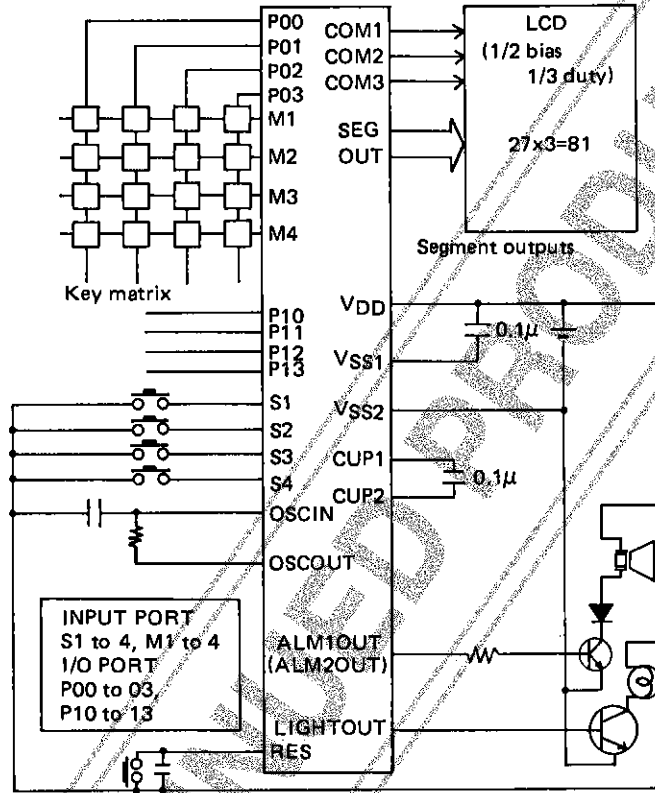 P00
P01
P02
P03
M1
M2
M3
M4
Key matrix
P10
P11
P12
P13
S1
S2
S3
S4
OSCIN
OSCOUT
INPUT PORT
S1 to 4, M1 to 4
I/O PORT
P00 to 03,
P10 to 13
RES
COM1
COM2
COM3
SEG
OUT
LCD
(1/2 bias
1/3 duty)
27x3=81
Segment outputs
VDD
0.1μ
VSS1
VSS2
CUP1
0.1μ
CUP2
ALM1OUT
(ALM2OUT)
LIGHTOUT